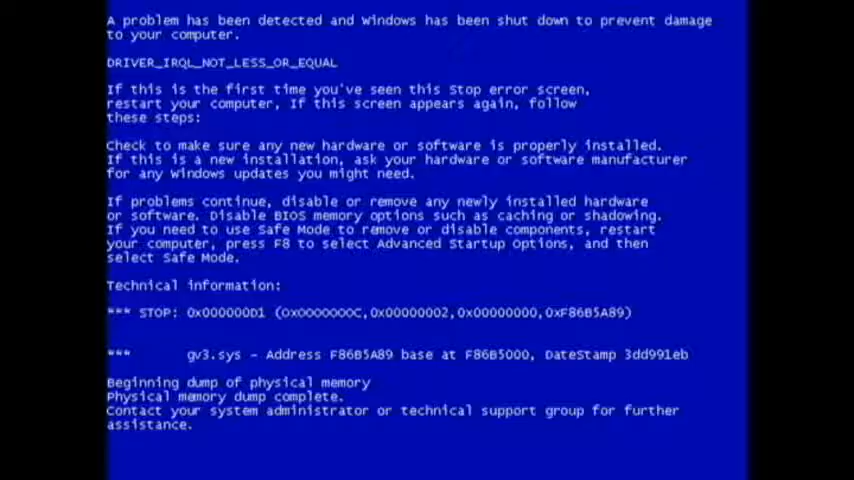 A problem has been detected and Windows has been shut down to prevent damage
to your computer.
DRIVER_IRQL_NOT_LESS_OR_EQUAL
If this is the first time you've seen this Stop error screen,
restart your computer, If this screen appears again, follow
these steps:
Check to make sure any new hardware or software is properly installed.
If this is a new installation, ask your hardware or software manufacturer
for any Windows updates you might need.
If problems continue, disable or remove any newly installed hardware
or software. Disable BIOS memory options such as caching or shadowing.
If you need to use Safe Mode to remove or disable components, restart
your computer, press F8 to select Advanced Startup Options, and then
select Safe Mode.
Technical information:
*** STOP: 0x000000D1 (0x0000000C,0x00000002,0x00000000,0xF86B5A89)
*** gv3.sys - Address F86B5A89 base at F86B5000, DateStamp 3dd991eb
Beginning dump of physical memory
Physical memory dump complete.
Contact your system administrator or technical support group for further
assistance.